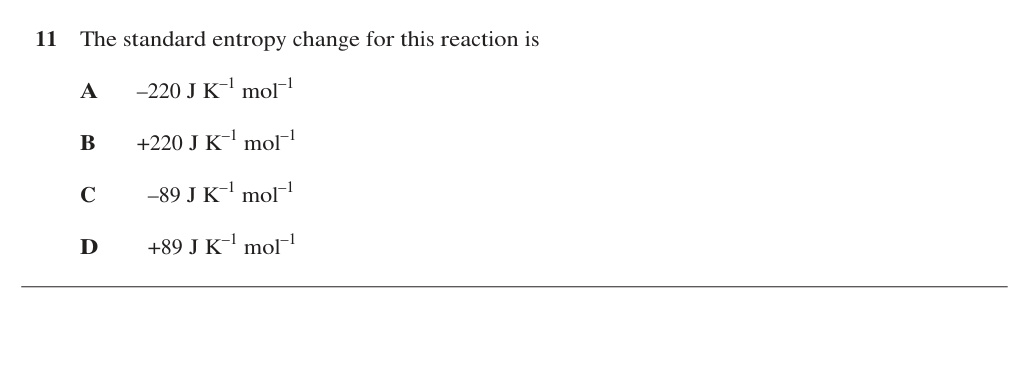 11 The standard entropy change for this reaction is
A –220 J K⁻¹ mol⁻¹
B +220 J K⁻¹ mol⁻¹
C –89 J K⁻¹ mol⁻¹
D +89 J K⁻¹ mol⁻¹